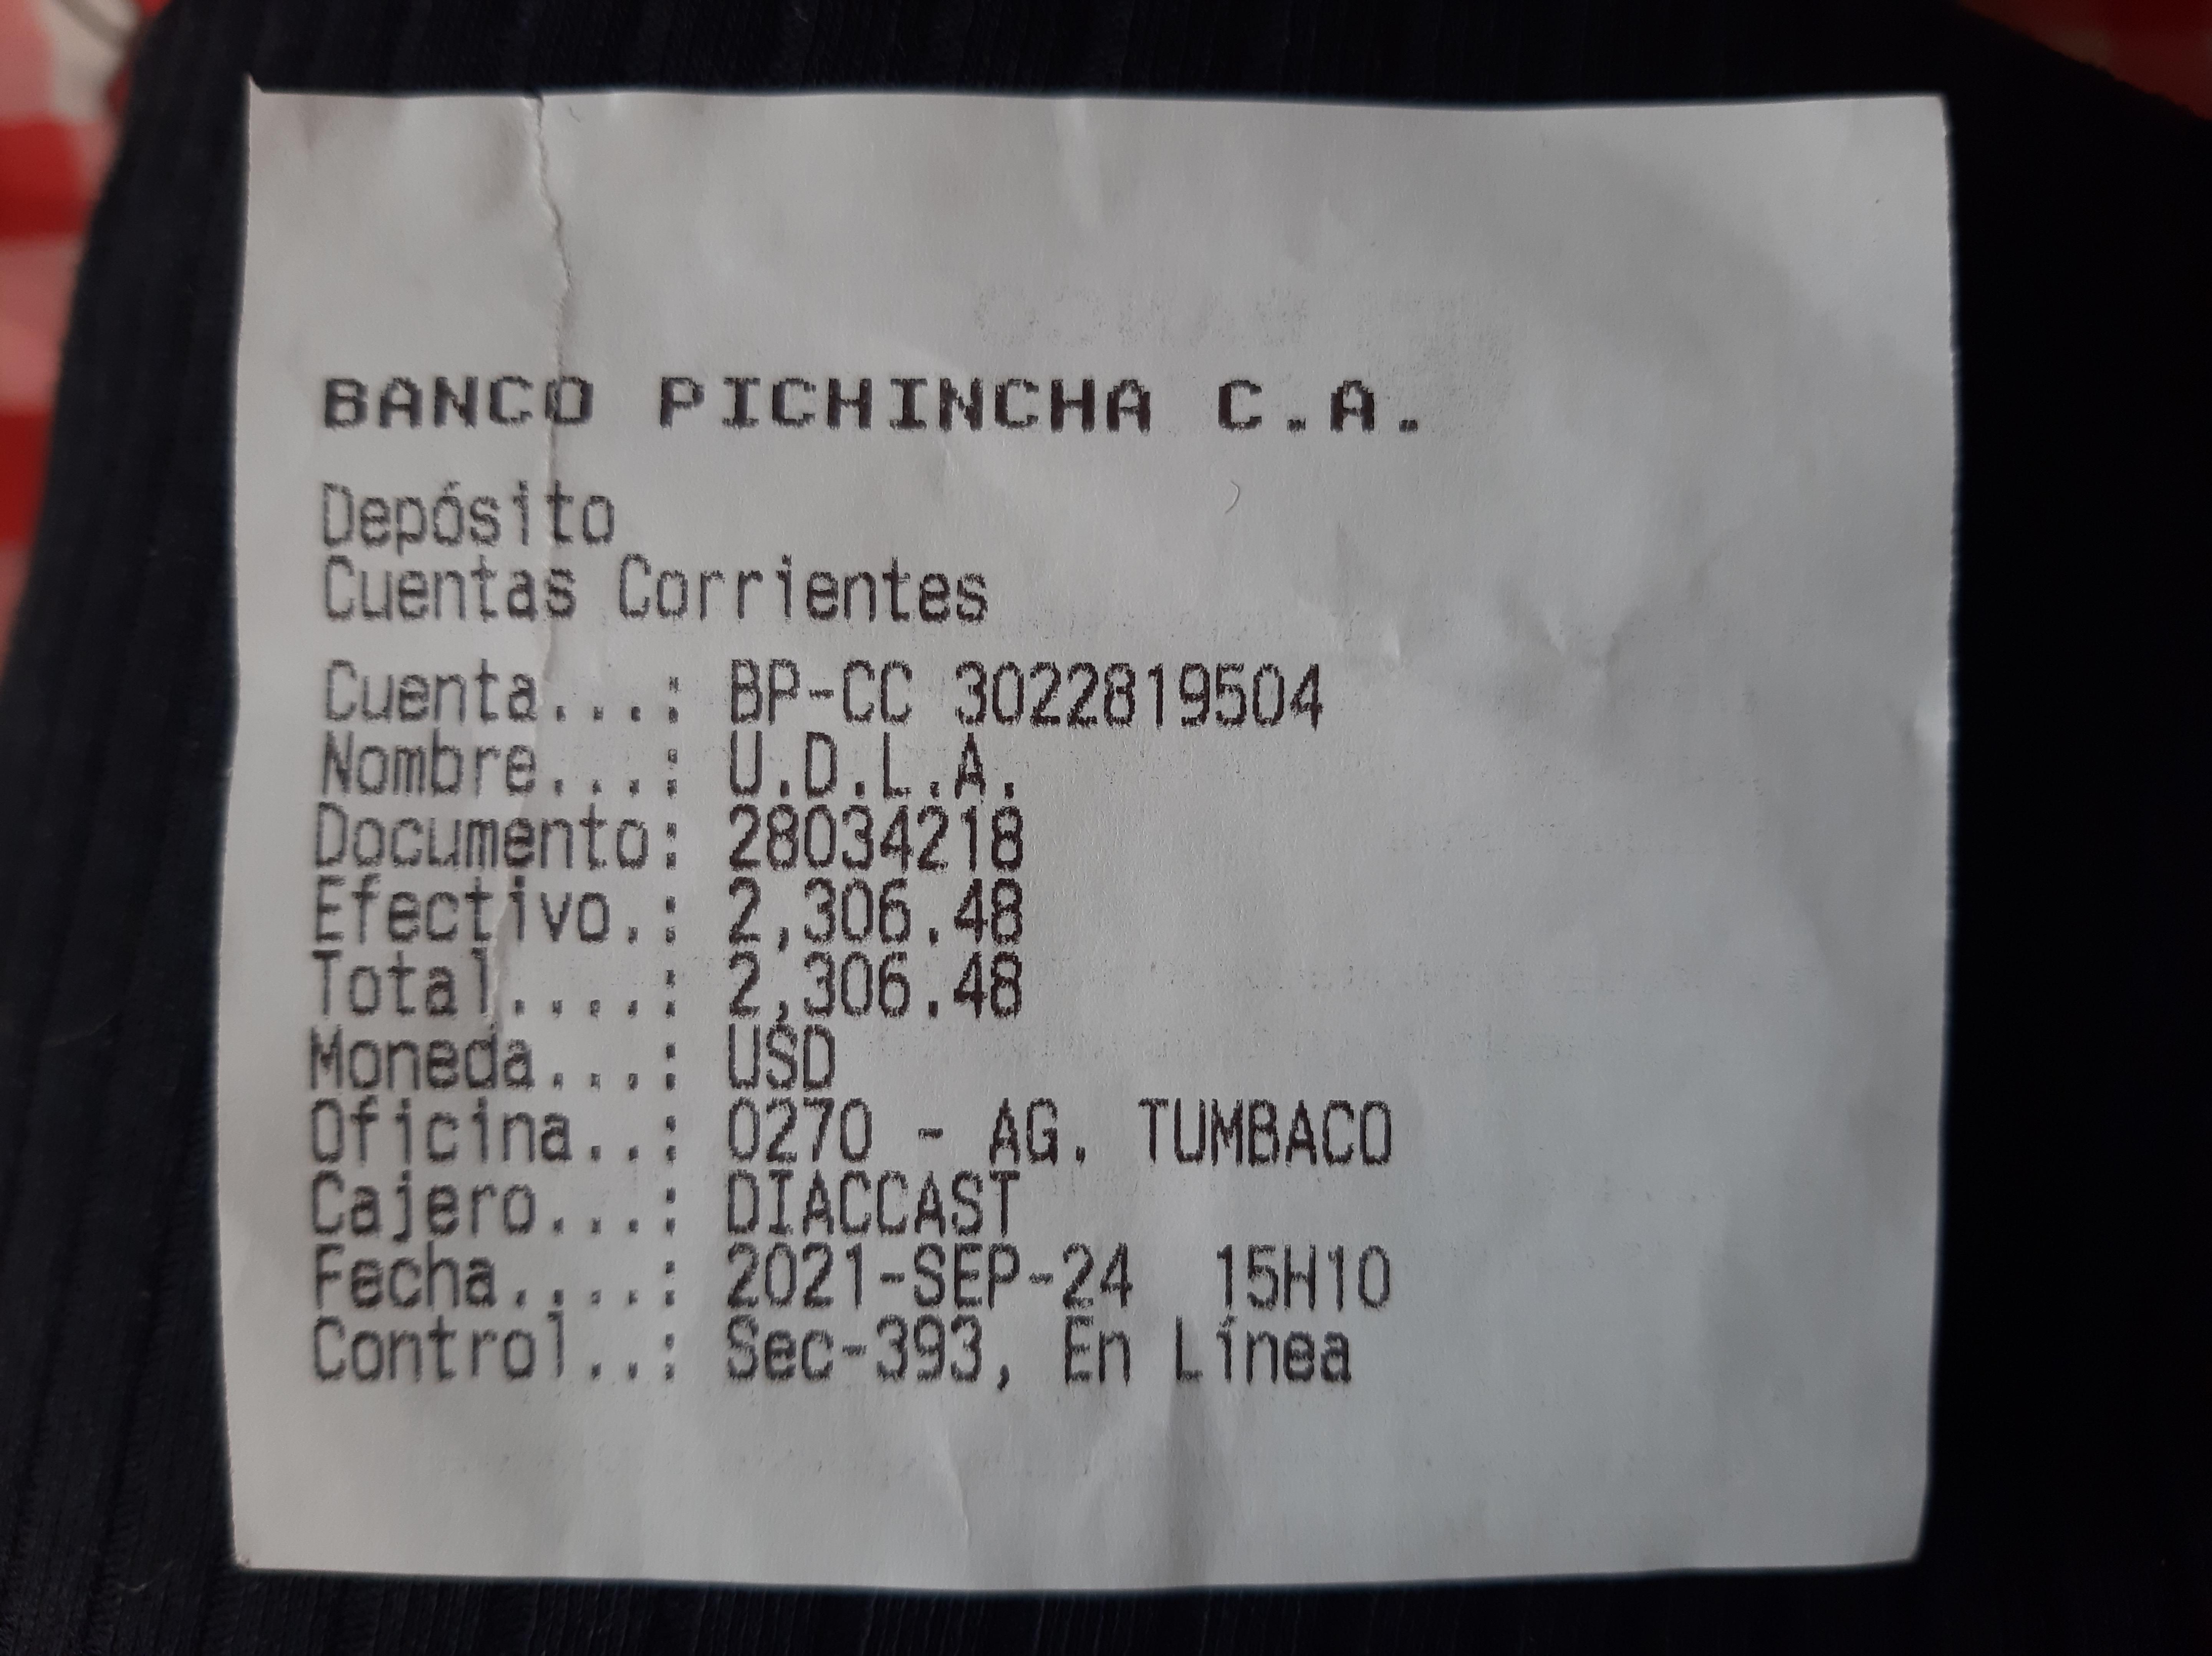 BANCO PICHINCHA C.A.
Depósito
Cuentas Corrientes
Cuenta...: BP-CC 3022819504
Nombre...: U.D.L.A.
Documento: 28034218
Efectivo.: 2,306.48
Total....: 2,306.48
Moneda...: USD
Oficina..: 0270 - AG. TUMBACO
Cajero...: DIACCAST
Fecha....: 2021-SEP-24  15H10
Control..: Sec-393, En Línea